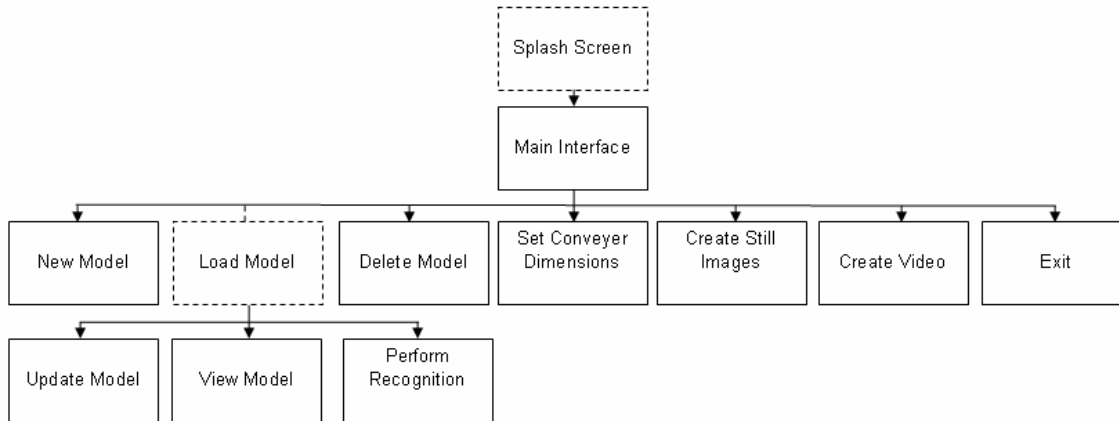 Splash Screen
Main Interface
New Model
Load Model
Delete Model
Set Conveyer
Dimensions
Create Still
Images
Create Video
Exit
Update Model
View Model
Perform
Recognition